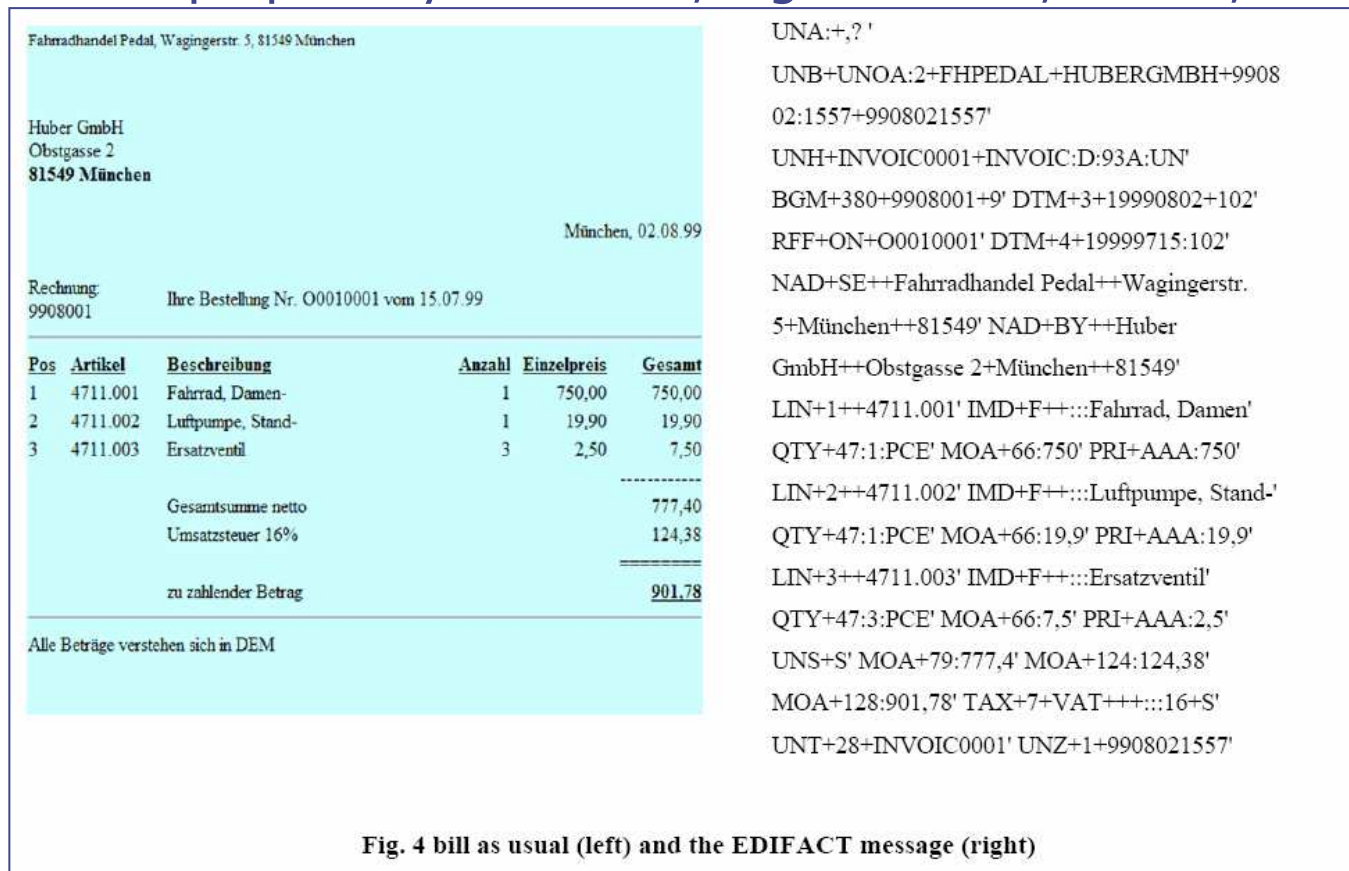 Fahrradhandel Pedal, Wagingerstr. 5, 81549 München
Huber GmbH
Obstgasse 2
81549 München
München, 02.08.99
Rechnung:
9908001
Ihre Bestellung Nr. O0010001 vom 15.07.99
Pos Artikel Beschreibung Anzahl Einzelpreis Gesamt
1 4711.001 Fahrrad, Damen- 1 750,00 750,00
2 4711.002 Luftpumpe, Stand- 1 19,90 19,90
3 4711.003 Ersatzventil 3 2,50 7,50
------------
Gesamtsumme netto 777,40
Umsatzsteuer 16% 124,38
========
zu zahlender Betrag 901,78
Alle Beträge verstehen sich in DEM
UNA:+,? '
UNB+UNOA:2+FHPEDAL+HUBERGMBH+9908
02:1557+9908021557'
UNH+INVOIC0001+INVOIC:D:93A:UN'
BGM+380+9908001+9' DTM+3+19990802+102'
RFF+ON+O0010001' DTM+4+19999715:102'
NAD+SE++Fahrradhandel Pedal++Wagingerstr.
5+München++81549' NAD+BY++Huber
GmbH++Obstgasse 2+München++81549'
LIN+1++4711.001' IMD+F++:::Fahrrad, Damen'
QTY+47:1:PCE' MOA+66:750' PRI+AAA:750'
LIN+2++4711.002' IMD+F++:::Luftpumpe, Stand-'
QTY+47:1:PCE' MOA+66:19,9' PRI+AAA:19,9'
LIN+3++4711.003' IMD+F++:::Ersatzventil'
QTY+47:3:PCE' MOA+66:7,5' PRI+AAA:2,5'
UNS+S' MOA+79:777,4' MOA+124:124,38'
MOA+128:901,78' TAX+7+VAT+++:::16+S'
UNT+28+INVOIC0001' UNZ+1+9908021557'
Fig. 4 bill as usual (left) and the EDIFACT message (right)